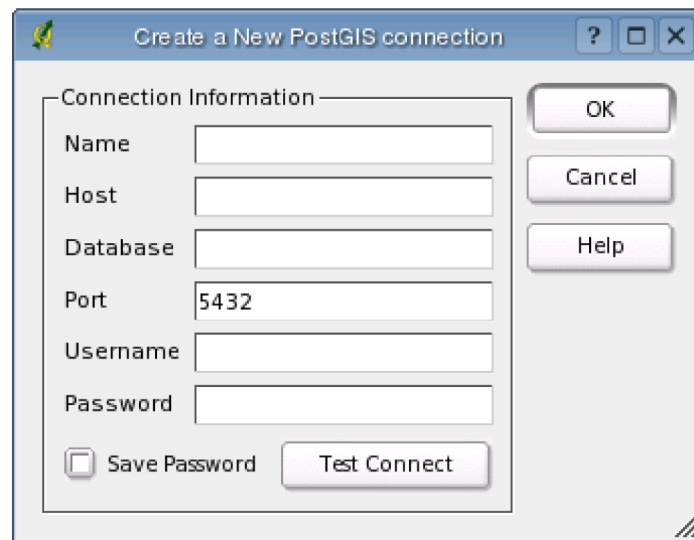 Create a New PostGIS connection
?
Connection Information
Name
Host
Database
Port 5432
Username
Password
Save Password
Test Connect
OK
Cancel
Help